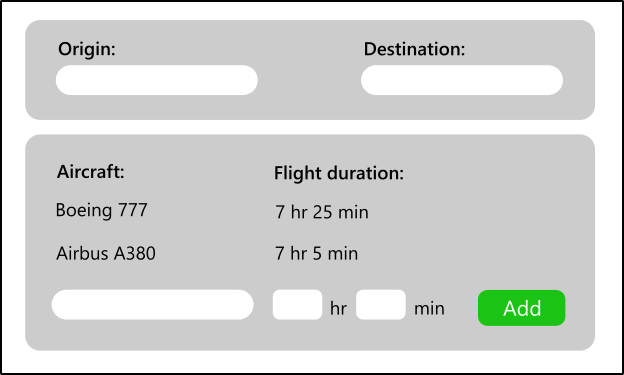 Origin: Destination:
Aircraft: Flight duration:
Boeing 777 7 hr 25 min
Airbus A380 7 hr 5 min
hr min Add